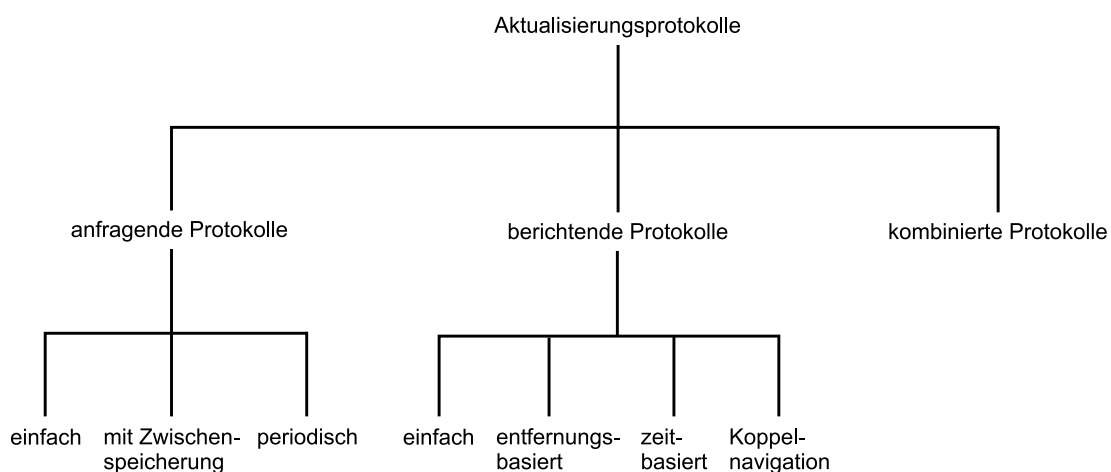 Aktualisierungsprotokolle
anfragende Protokolle
berichtende Protokolle
kombinierte Protokolle
einfach
mit Zwischen-
speicherung
periodisch
einfach
entfernungs-
basiert
zeit-
basiert
Koppel-
navigation